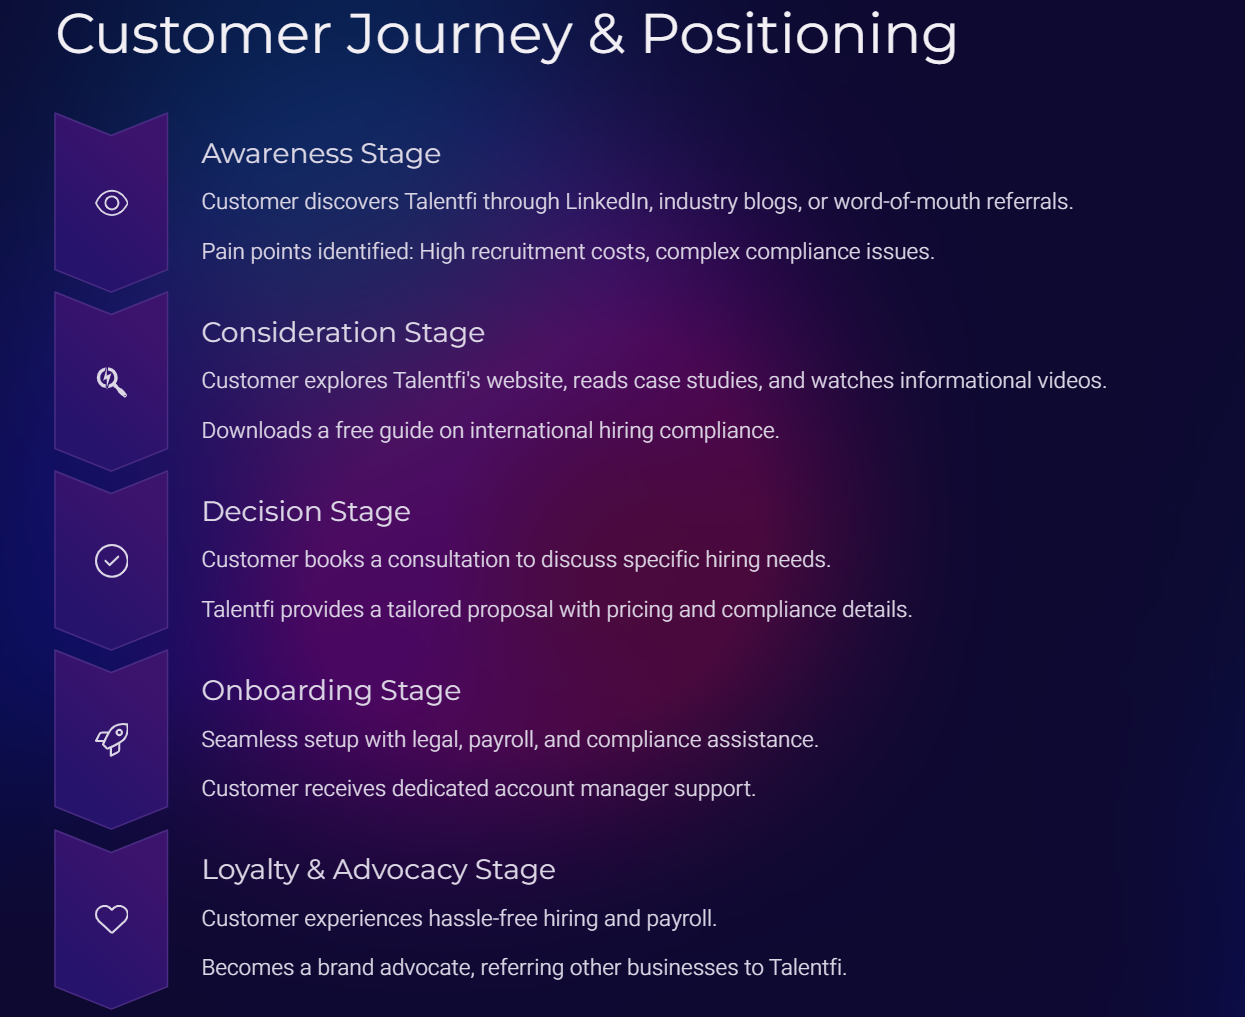 Customer Journey & Positioning
Awareness Stage
Customer discovers Talentfi through LinkedIn, industry blogs, or word-of-mouth referrals.
Pain points identified: High recruitment costs, complex compliance issues.
Consideration Stage
Customer explores Talentfi's website, reads case studies, and watches informational videos.
Downloads a free guide on international hiring compliance.
Decision Stage
Customer books a consultation to discuss specific hiring needs.
Talentfi provides a tailored proposal with pricing and compliance details.
Onboarding Stage
Seamless setup with legal, payroll, and compliance assistance.
Customer receives dedicated account manager support.
Loyalty & Advocacy Stage
Customer experiences hassle-free hiring and payroll.
Becomes a brand advocate, referring other businesses to Talentfi.